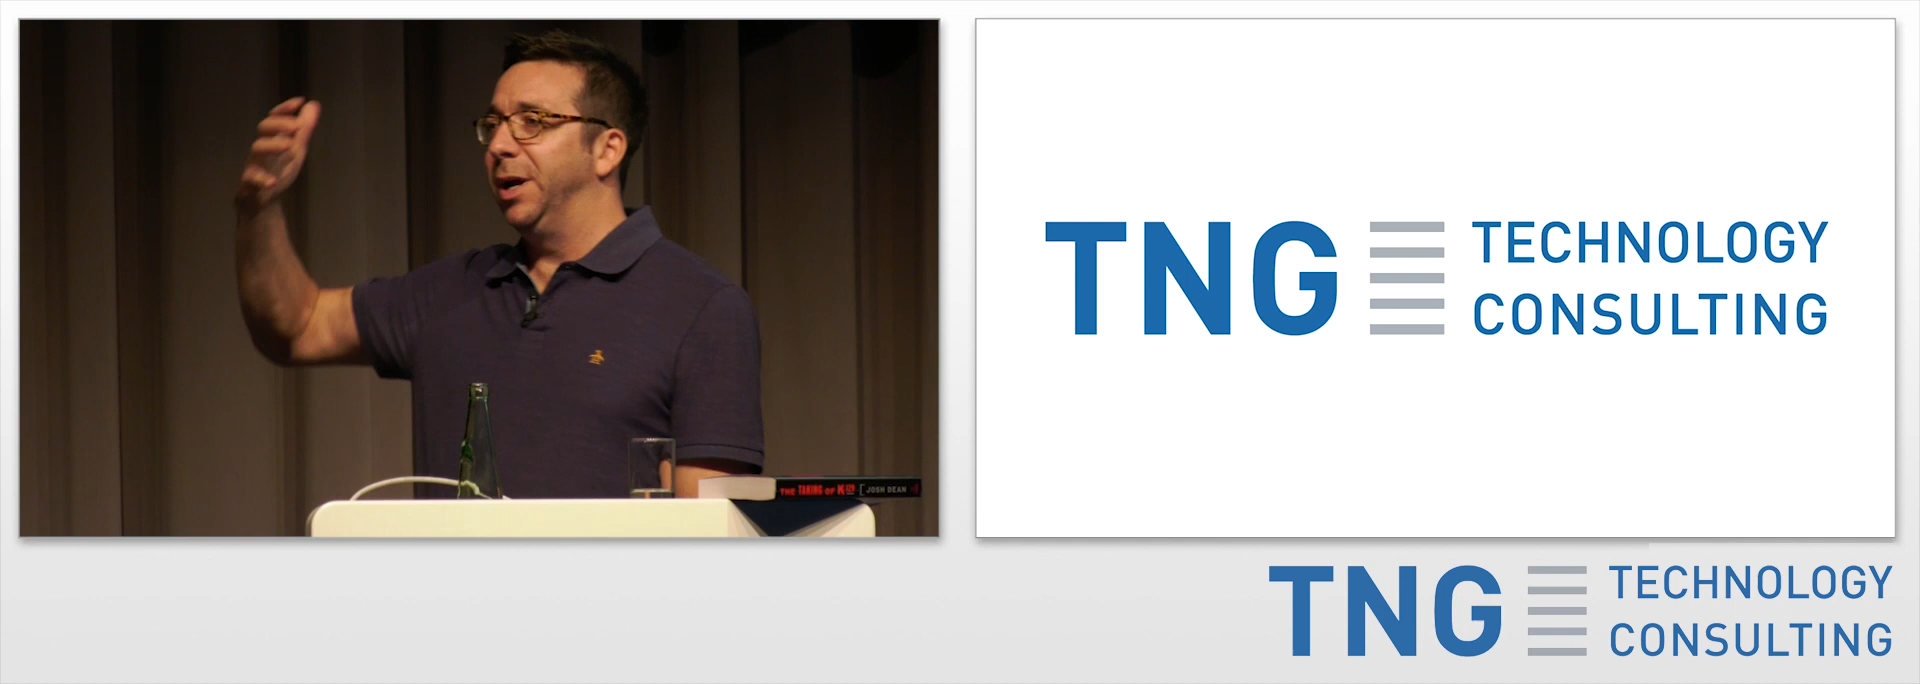 THE TAKING OF K-129 JOSH DEAN
TNG TECHNOLOGY
CONSULTING
TNG TECHNOLOGY
CONSULTING